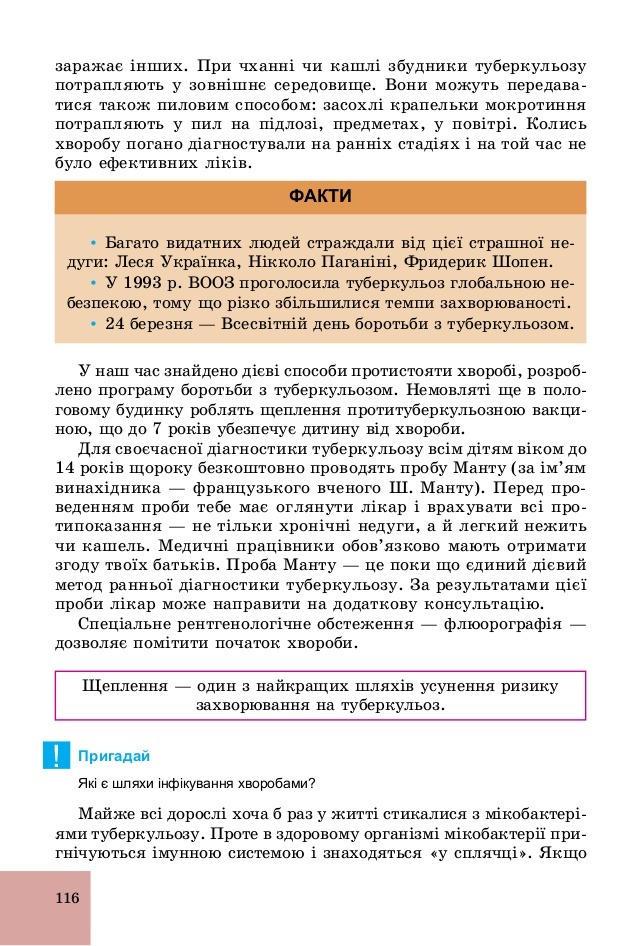 заражає інших. При чханні чи кашлі збудники туберкульозу
потрапляють у зовнішнє середовище. Вони можуть передава-
тися також пиловим способом: засохлі крапельки мокротиння
потрапляють у пил на підлозі, предметах, у повітрі. Колись
хворобу погано діагностували на ранніх стадіях і на той час не
було ефективних ліків.
ФАКТИ
• Багато видатних людей страждали від цієї страшної не-
дуги: Леся Українка, Нікколо Паганіні, Фридерик Шопен.
• У 1993 р. ВООЗ проголосила туберкульоз глобальною не-
безпекою, тому що різко збільшилися темпи захворюваності.
• 24 березня — Всесвітній день боротьби з туберкульозом.
У наш час знайдено дієві способи протистояти хворобі, розроб-
лено програму боротьби з туберкульозом. Немовляті ще в поло-
говому будинку роблять щеплення протитуберкульозною вакци-
ною, що до 7 років убезпечує дитину від хвороби.
Для своєчасної діагностики туберкульозу всім дітям віком до
14 років щороку безкоштовно проводять пробу Манту (за ім’ям
винахідника — французького вченого Ш. Манту). Перед про-
веденням проби тебе має оглянути лікар і врахувати всі про-
типоказання — не тільки хронічні недуги, а й легкий нежить
чи кашель. Медичні працівники обов’язково мають отримати
згоду твоїх батьків. Проба Манту — це поки що єдиний дієвий
метод ранньої діагностики туберкульозу. За результатами цієї
проби лікар може направити на додаткову консультацію.
Спеціальне рентгенологічне обстеження — флюорографія —
дозволяє помітити початок хвороби.
Щеплення — один з найкращих шляхів усунення ризику
захворювання на туберкульоз.
! Пригадай
Які є шляхи інфікування хворобами?
Майже всі дорослі хоча б раз у житті стикалися з мікобактері-
ями туберкульозу. Проте в здоровому організмі мікобактерії при-
гнічуються імунною системою і знаходяться «у сплячці». Якщо
116